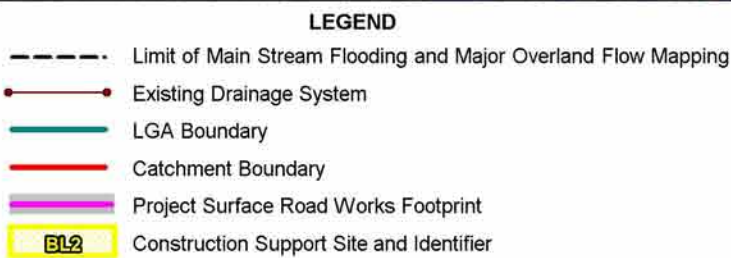 LEGEND
Limit of Main Stream Flooding and Major Overland Flow Mapping
Existing Drainage System
LGA Boundary
Catchment Boundary
Project Surface Road Works Footprint
BL2 Construction Support Site and Identifier